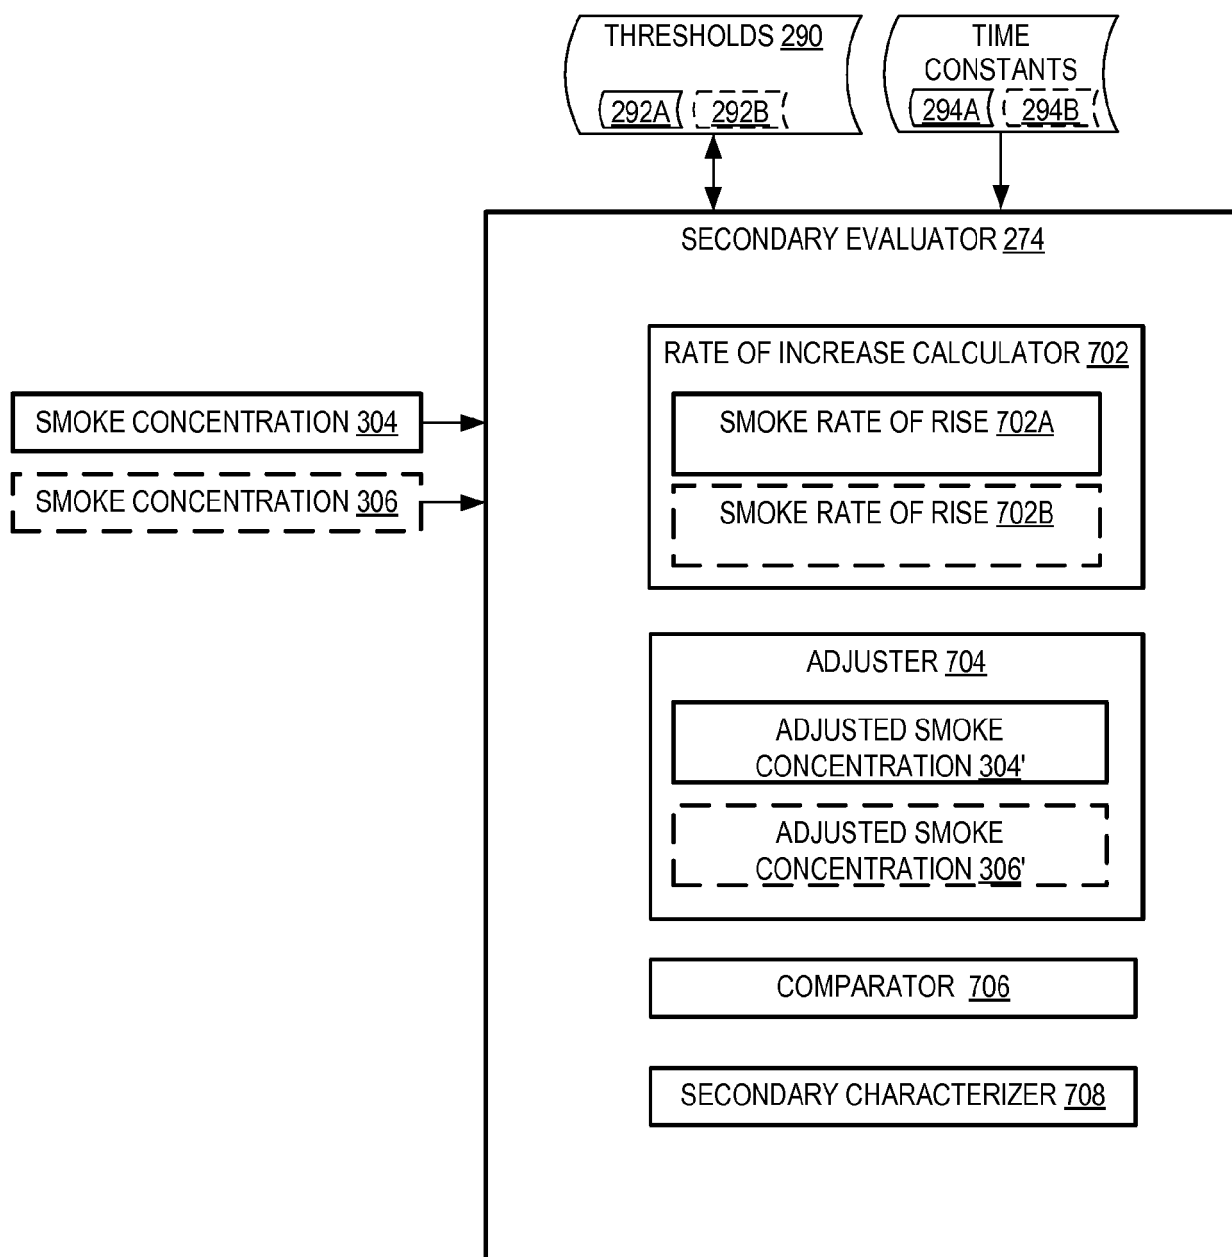 THRESHOLDS 290
292A 292B
TIME
CONSTANTS
294A 294B
SECONDARY EVALUATOR 274
RATE OF INCREASE CALCULATOR 702
SMOKE RATE OF RISE 702A
SMOKE RATE OF RISE 702B
SMOKE CONCENTRATION 304
SMOKE CONCENTRATION 306
ADJUSTER 704
ADJUSTED SMOKE
CONCENTRATION 304'
ADJUSTED SMOKE
CONCENTRATION 306'
COMPARATOR 706
SECONDARY CHARACTERIZER 708